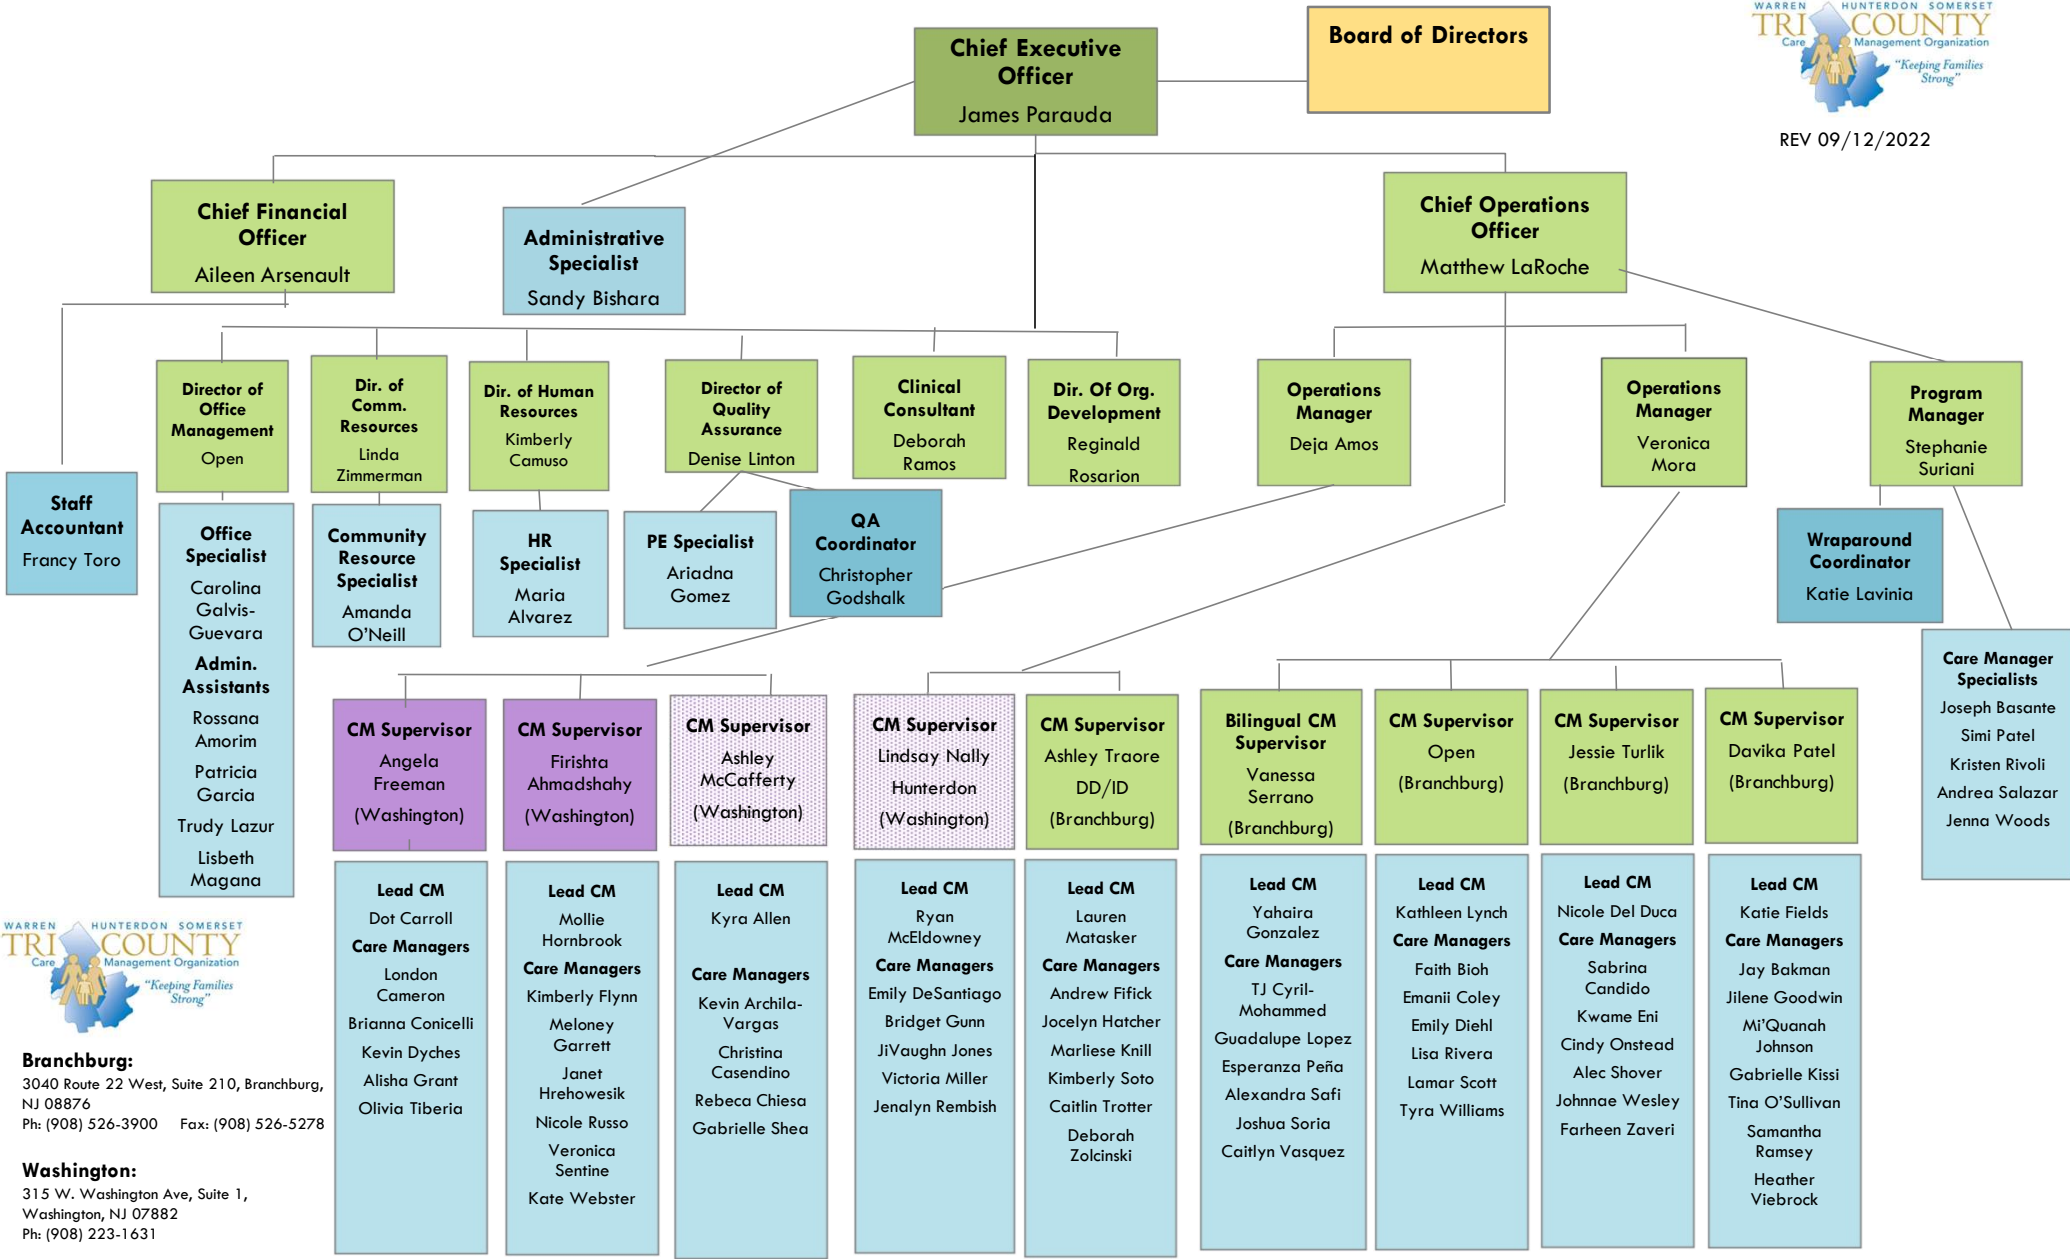 WARREN HUNTERDON SOMERSET
TRI COUNTY
Care Management Organization
"Keeping Families
Strong"
REV 09/12/2022
Chief Executive
Officer
James Parauda
Board of Directors
Chief Financial
Officer
Aileen Arsenault
Administrative
Specialist
Sandy Bishara
Chief Operations
Officer
Matthew LaRoche
Director of
Office
Management
Open
Dir. of
Comm.
Resources
Linda
Zimmerman
Dir. of Human
Resources
Kimberly
Camuso
Director of
Quality
Assurance
Denise Linton
Clinical
Consultant
Deborah
Ramos
Dir. Of Org.
Development
Reginald
Rosarion
Operations
Manager
Deja Amos
Operations
Manager
Veronica
Mora
Program
Manager
Stephanie
Suriani
Staff
Accountant
Francy Toro
Office
Specialist
Carolina
Galvis-
Guevara
Admin.
Assistants
Rossana
Amorim
Patricia
Garcia
Trudy Lazur
Lisbeth
Magana
Community
Resource
Specialist
Amanda
O'Neill
HR
Specialist
Maria
Alvarez
PE Specialist
Ariadna
Gomez
QA
Coordinator
Christopher
Godshalk
Wraparound
Coordinator
Katie Lavinia
Care Manager
Specialists
Joseph Basante
Simi Patel
Kristen Rivoli
Andrea Salazar
Jenna Woods
CM Supervisor
Angela
Freeman
(Washington)
CM Supervisor
Firishta
Ahmadshahy
(Washington)
CM Supervisor
Ashley
McCafferty
(Washington)
CM Supervisor
Lindsay Nally
Hunterdon
(Washington)
CM Supervisor
Ashley Traore
DD/ID
(Branchburg)
Bilingual CM
Supervisor
Vanessa
Serrano
(Branchburg)
CM Supervisor
Open
(Branchburg)
CM Supervisor
Jessie Turlik
(Branchburg)
CM Supervisor
Davika Patel
(Branchburg)
Lead CM
Dot Carroll
Care Managers
London
Cameron
Brianna Conicelli
Kevin Dyches
Alisha Grant
Olivia Tiberia
Lead CM
Mollie
Hornbrook
Care Managers
Kimberly Flynn
Meloney
Garrett
Janet
Hrehowesik
Nicole Russo
Veronica
Sentine
Kate Webster
Lead CM
Kyra Allen
Care Managers
Kevin Archila-
Vargas
Christina
Casendino
Rebeca Chiesa
Gabrielle Shea
Lead CM
Ryan
McEldowney
Care Managers
Emily DeSantiago
Bridget Gunn
JiVaughn Jones
Victoria Miller
Jenalyn Rembish
Lead CM
Lauren
Matasker
Care Managers
Andrew Fifick
Jocelyn Hatcher
Marliese Knill
Kimberly Soto
Caitlin Trotter
Deborah
Zolcinski
Lead CM
Yahaira
Gonzalez
Care Managers
TJ Cyril-
Mohammed
Guadalupe Lopez
Esperanza Peña
Alexandra Safi
Joshua Soria
Caitlyn Vasquez
Lead CM
Kathleen Lynch
Care Managers
Faith Bioh
Emanii Coley
Emily Diehl
Lisa Rivera
Lamar Scott
Tyra Williams
Lead CM
Nicole Del Duca
Care Managers
Sabrina
Candido
Kwame Eni
Cindy Onstead
Alec Shover
Johnnae Wesley
Farheen Zaveri
Lead CM
Katie Fields
Care Managers
Jay Bakman
Jilene Goodwin
Mi'Quanah
Johnson
Gabrielle Kissi
Tina O'Sullivan
Samantha
Ramsey
Heather
Viebrock
WARREN HUNTERDON SOMERSET
TRI COUNTY
Care Management Organization
"Keeping Families
Strong"
Branchburg:
3040 Route 22 West, Suite 210, Branchburg,
NJ 08876
Ph: (908) 526-3900 Fax: (908) 526-5278
Washington:
315 W. Washington Ave, Suite 1,
Washington, NJ 07882
Ph: (908) 223-1631